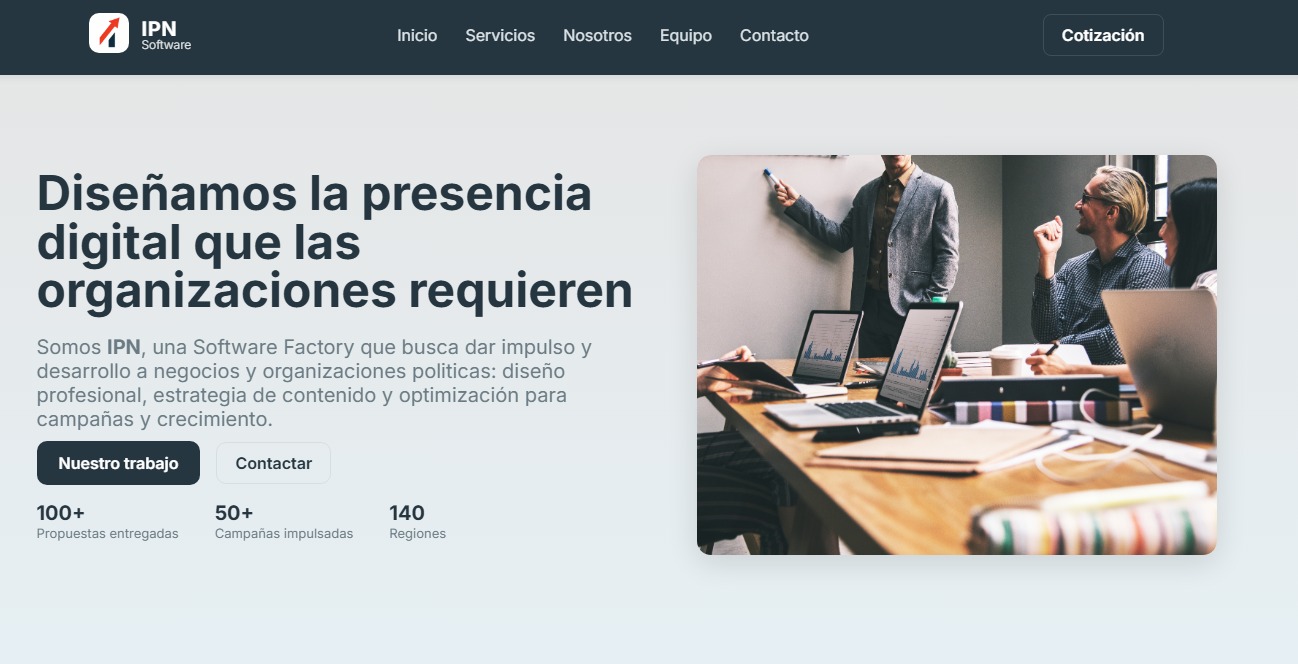 IPN
Software
Inicio
Servicios
Nosotros
Equipo
Contacto
Cotización
Diseñamos la presencia
digital que las
organizaciones requieren
Somos IPN, una Software Factory que busca dar impulso y
desarrollo a negocios y organizaciones politicas: diseño
profesional, estrategia de contenido y optimización para
campañas y crecimiento.
Nuestro trabajo
Contactar
100+
Propuestas entregadas
50+
Campañas impulsadas
140
Regiones